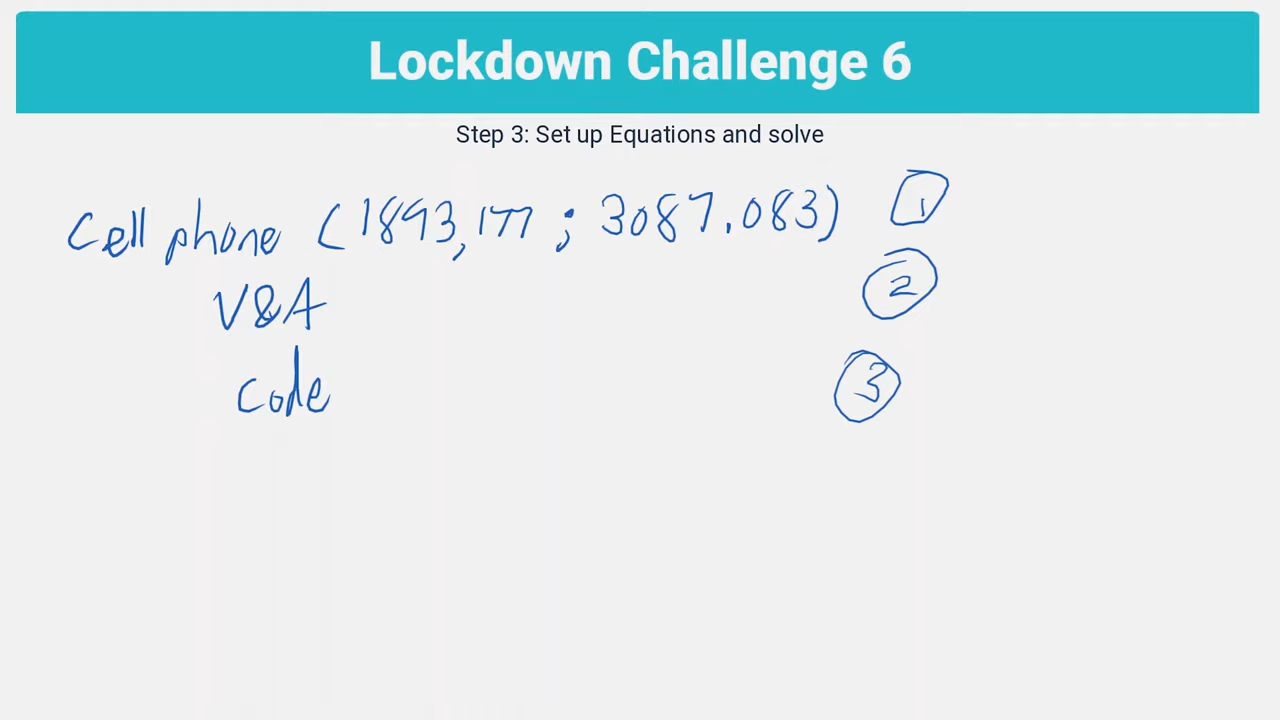 Lockdown Challenge 6
Step 3: Set up Equations and solve
Cell phone (1893,177 ; 3087.083) 1
V&A 2
code 3